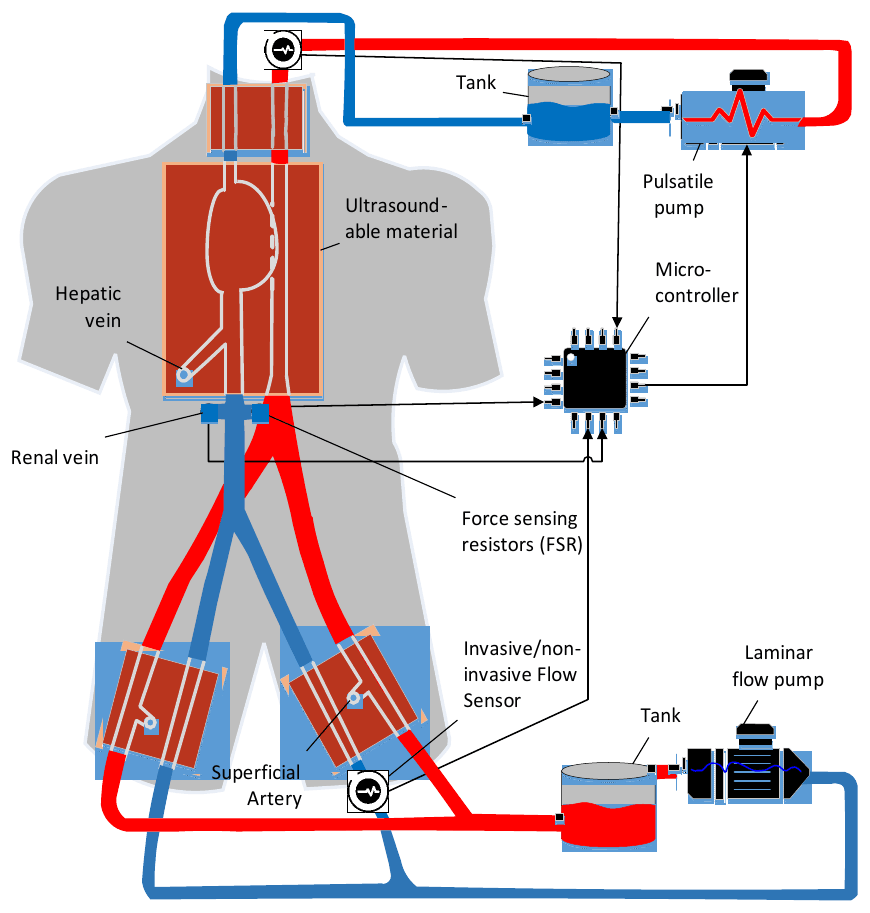 Tank
Pulsatile
pump
Ultrasound-
able material
Micro-
controller
Hepatic
vein
Renal vein
Force sensing
resistors (FSR)
Invasive/non-
invasive Flow
Sensor
Laminar
flow pump
Tank
Superficial
Artery